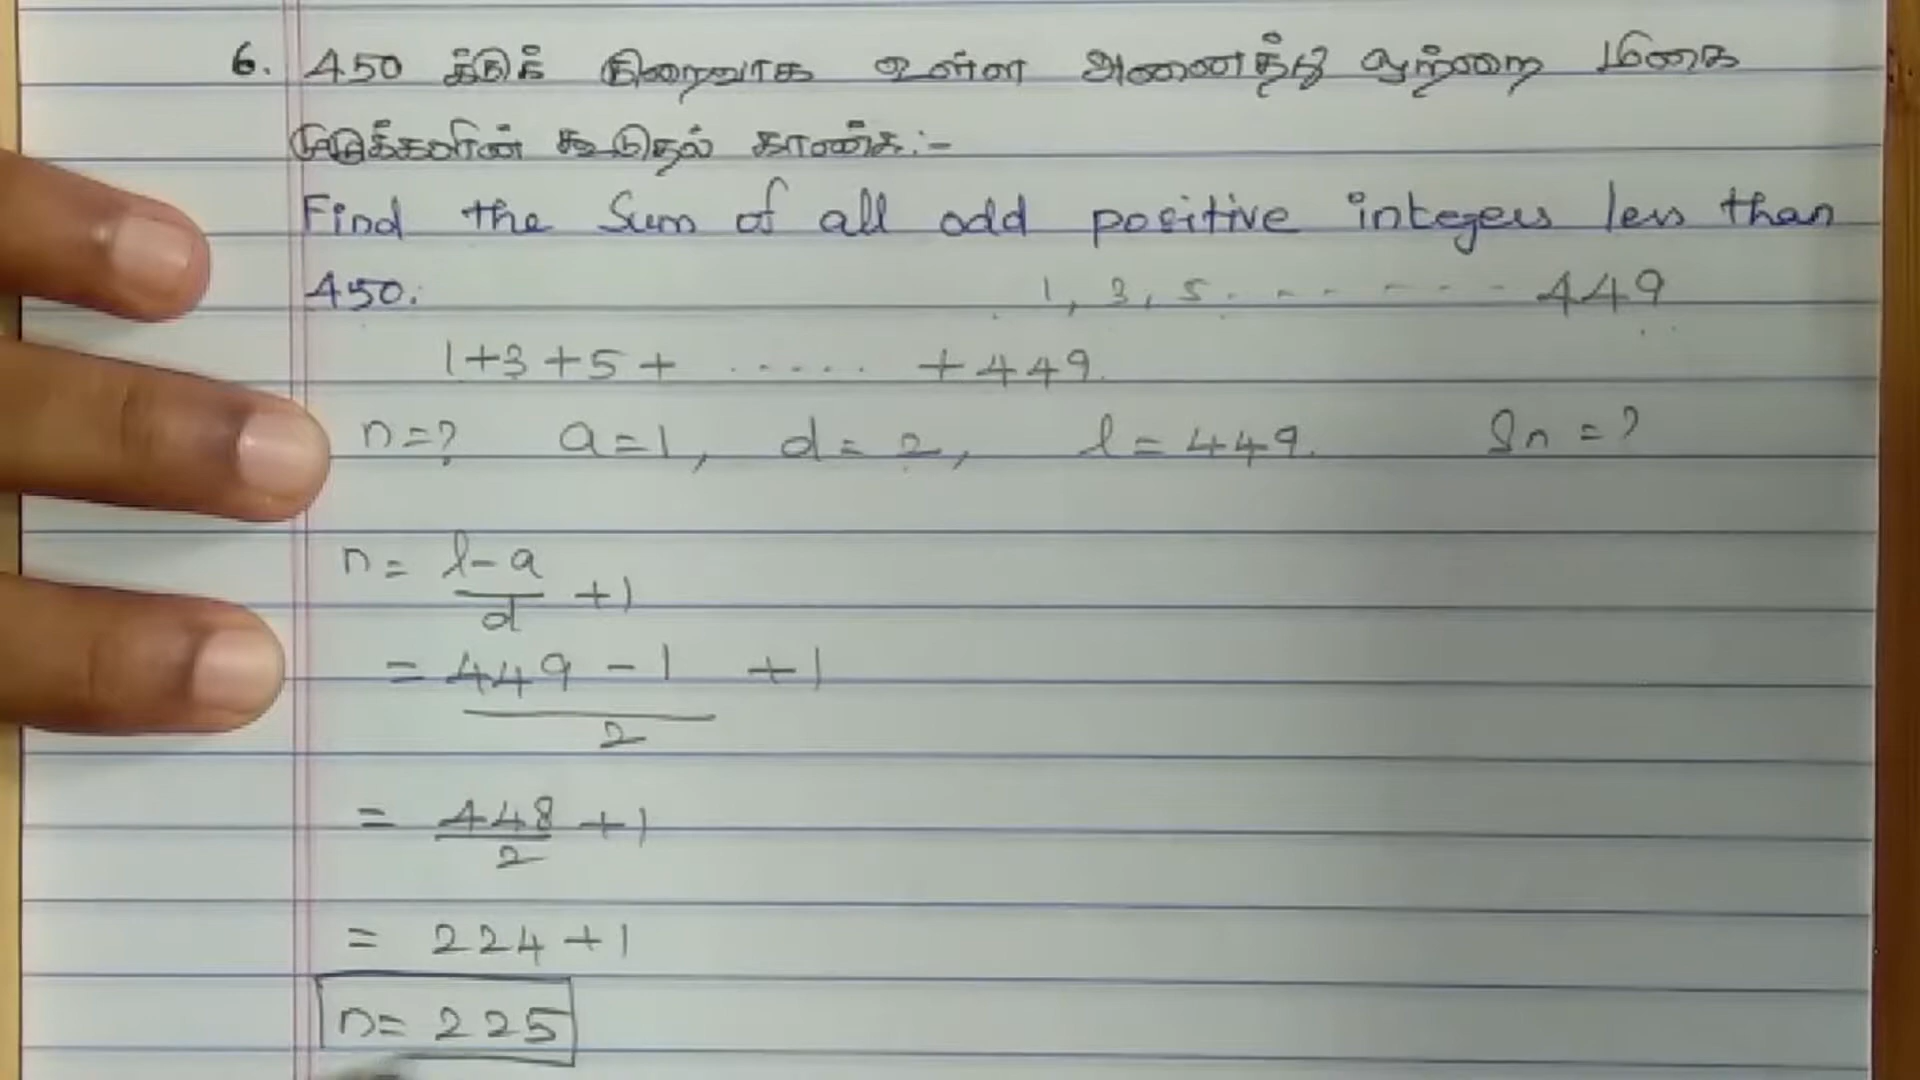 6. 450 க்குக் குறைவாக உள்ள அனைத்து ஒற்றை மிகை
முழுக்களின் கூடுதல் காண்க:-
Find the Sum of all odd positive integers less than
450. 1, 3, 5 ......... 449
1+3+5+ ..... +449.
n=? a=1, d=2, l=449. Sn=?
n= l-a/d +1
= 449-1/2 +1
= 448/2 +1
= 224+1
n= 225